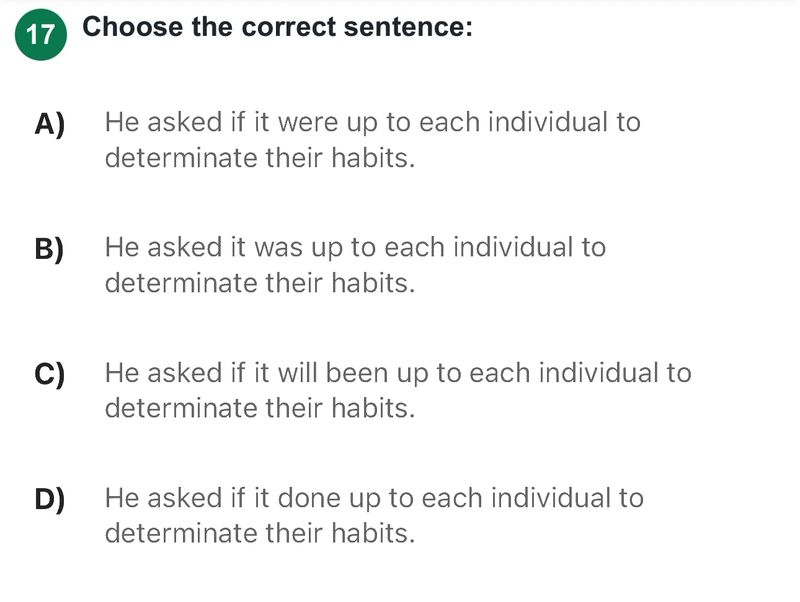 17 Choose the correct sentence:
A) He asked if it were up to each individual to
determinate their habits.
B) He asked it was up to each individual to
determinate their habits.
C) He asked if it will been up to each individual to
determinate their habits.
D) He asked if it done up to each individual to
determinate their habits.